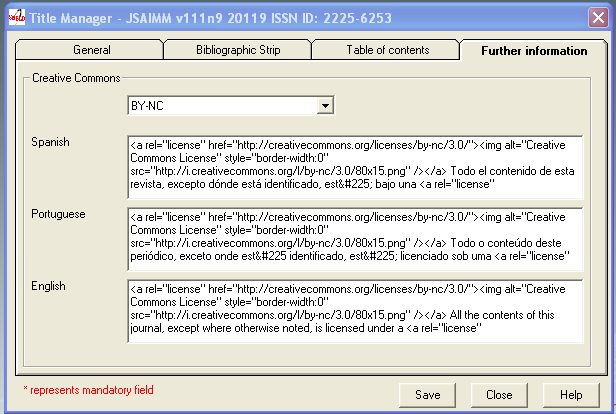 Title Manager - JSAIMM v111n9 20119 ISSN ID: 2225-6253
General
Bibliographic Strip
Table of contents
Further information
Creative Commons
BY-NC
Spanish
<a rel="license" href="http://creativecommons.org/licenses/by-nc/3.0/"><img alt="Creative
Commons License" style="border-width:0"
src="http://i.creativecommons.org/l/by-nc/3.0/80x15.png" /></a> Todo el contenido de esta
revista, excepto dónde está identificado, est&#225; bajo una <a rel="license"
Portuguese
<a rel="license" href="http://creativecommons.org/licenses/by-nc/3.0/"><img alt="Creative
Commons License" style="border-width:0"
src="http://i.creativecommons.org/l/by-nc/3.0/80x15.png" /></a> Todo o conteúdo deste
periódico, exceto onde est&#225 identificado, est&#225; licenciado sob uma <a rel="license"
English
<a rel="license" href="http://creativecommons.org/licenses/by-nc/3.0/"><img alt="Creative
Commons License" style="border-width:0"
src="http://i.creativecommons.org/l/by-nc/3.0/80x15.png" /></a> All the contents of this
journal, except where otherwise noted, is licensed under a <a rel="license"
* represents mandatory field
Save
Close
Help